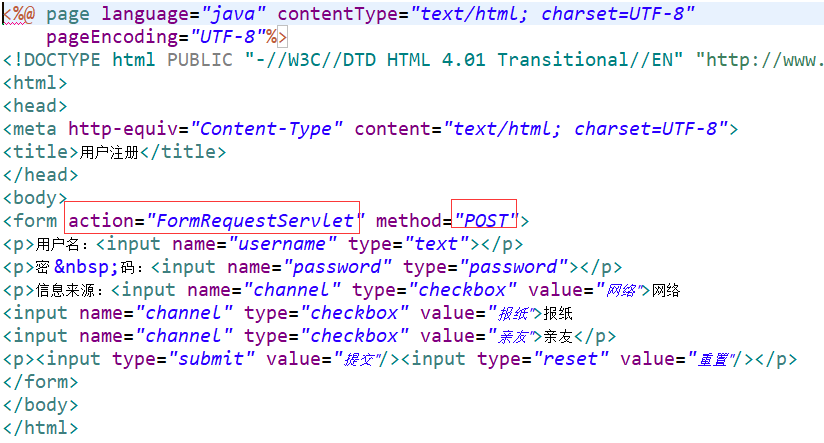 <%@ page language="java" contentType="text/html; charset=UTF-8"
pageEncoding="UTF-8"%>
<!DOCTYPE html PUBLIC "-//W3C//DTD HTML 4.01 Transitional//EN" "http://www.
<html>
<head>
<meta http-equiv="Content-Type" content="text/html; charset=UTF-8">
<title>用户注册</title>
</head>
<body>
<form action="FormRequestServlet" method="POST">
<p>用户名：<input name="username" type="text"></p>
<p>密&nbsp;码：<input name="password" type="password"></p>
<p>信息来源：<input name="channel" type="checkbox" value="网络">网络
<input name="channel" type="checkbox" value="报纸">报纸
<input name="channel" type="checkbox" value="亲友">亲友</p>
<p><input type="submit" value="提交"/><input type="reset" value="重置"/></p>
</form>
</body>
</html>